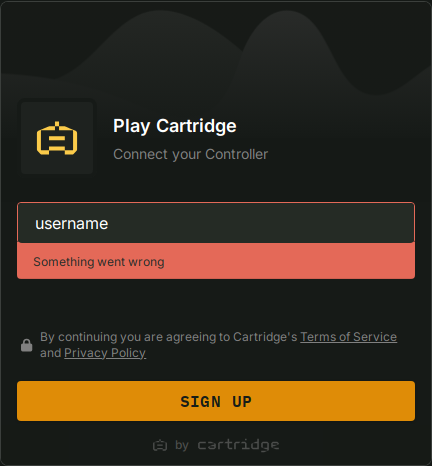 Play Cartridge
Connect your Controller
username
Something went wrong
By continuing you are agreeing to Cartridge's Terms of Service
and Privacy Policy
SIGN UP
by cartridge